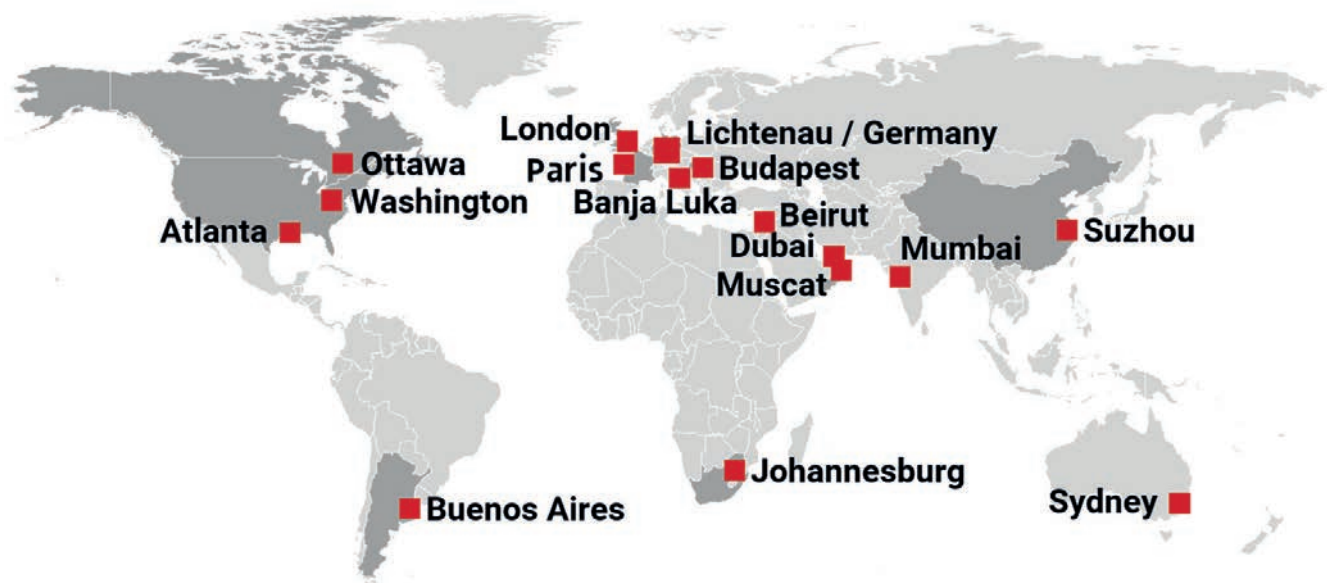 London
Lichtenau / Germany
Ottawa
Paris
Budapest
Washington
Banja Luka
Atlanta
Beirut
Suzhou
Dubai
Mumbai
Muscat
Johannesburg
Buenos Aires
Sydney